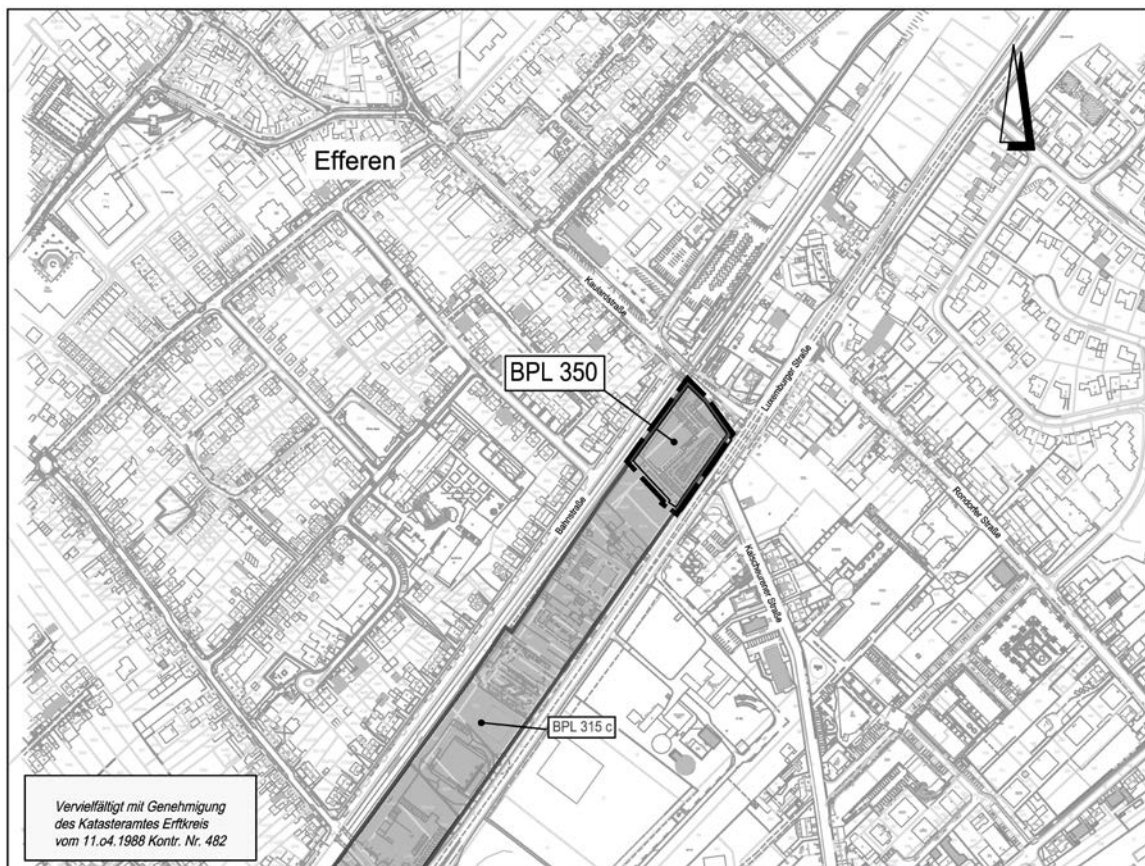 Efferen
Kaulardstraße
BPL 350
Luxemburger Straße
Rondorfer Straße
Bahnstraße
Kalscheurener Straße
BPL 315 c
Vervielfältigt mit Genehmigung
des Katasteramtes Erftkreis
vom 11.o4.1988 Kontr. Nr. 482